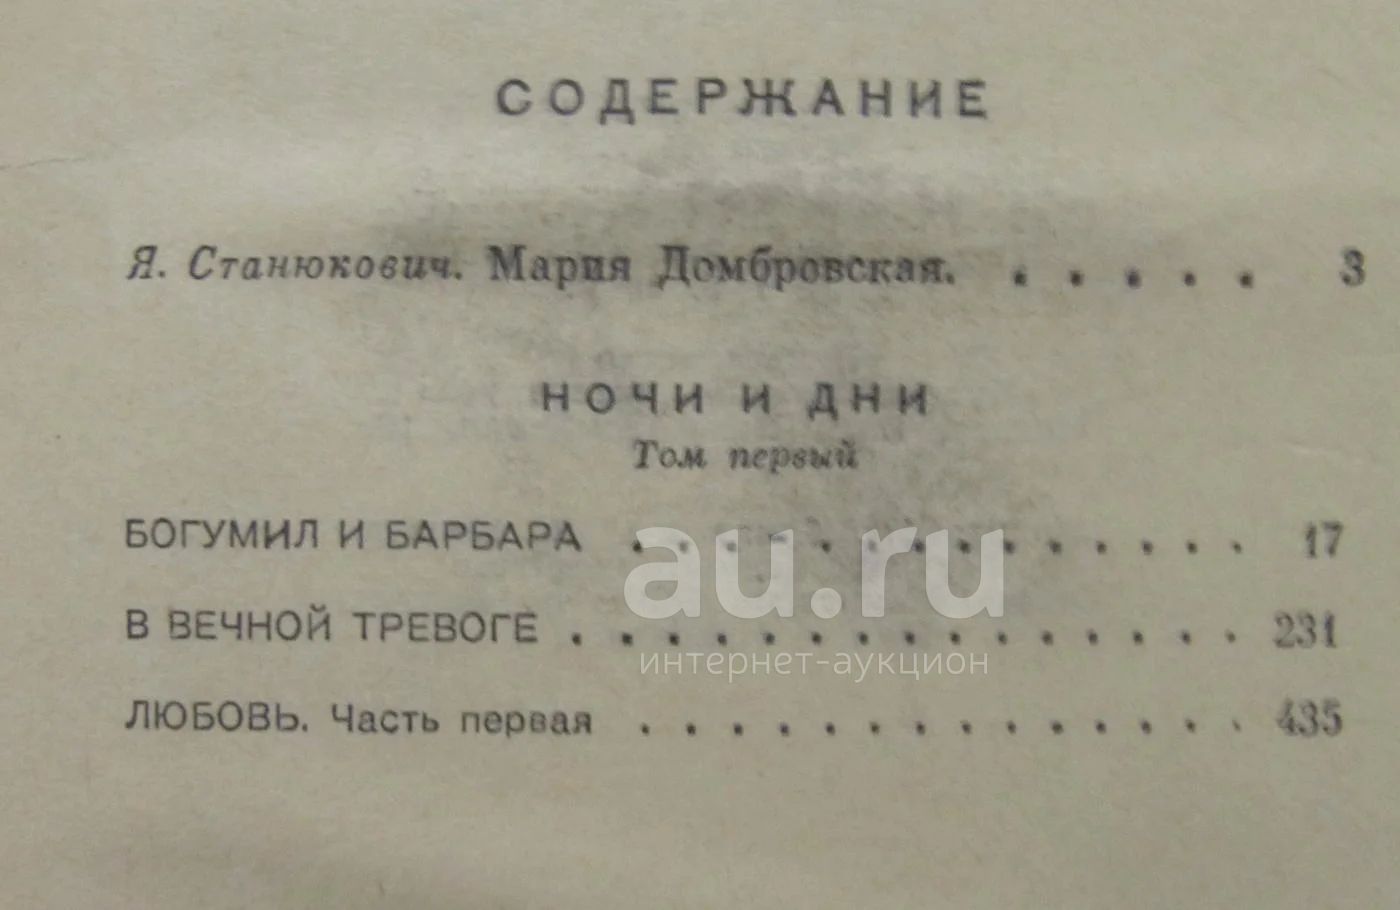 СОДЕРЖАНИЕ
Я. Станюкович. Мария Домбровская. . . . . . 3
НОЧИ И ДНИ
Том первый
БОГУМИЛ И БАРБАРА . . . . . . . . . . . . . . 17
au.ru
В ВЕЧНОЙ ТРЕВОГЕ . . . . . . . . . . . . . . . 231
интернет-аукцион
ЛЮБОВЬ. Часть первая . . . . . . . . . . . . . . 435